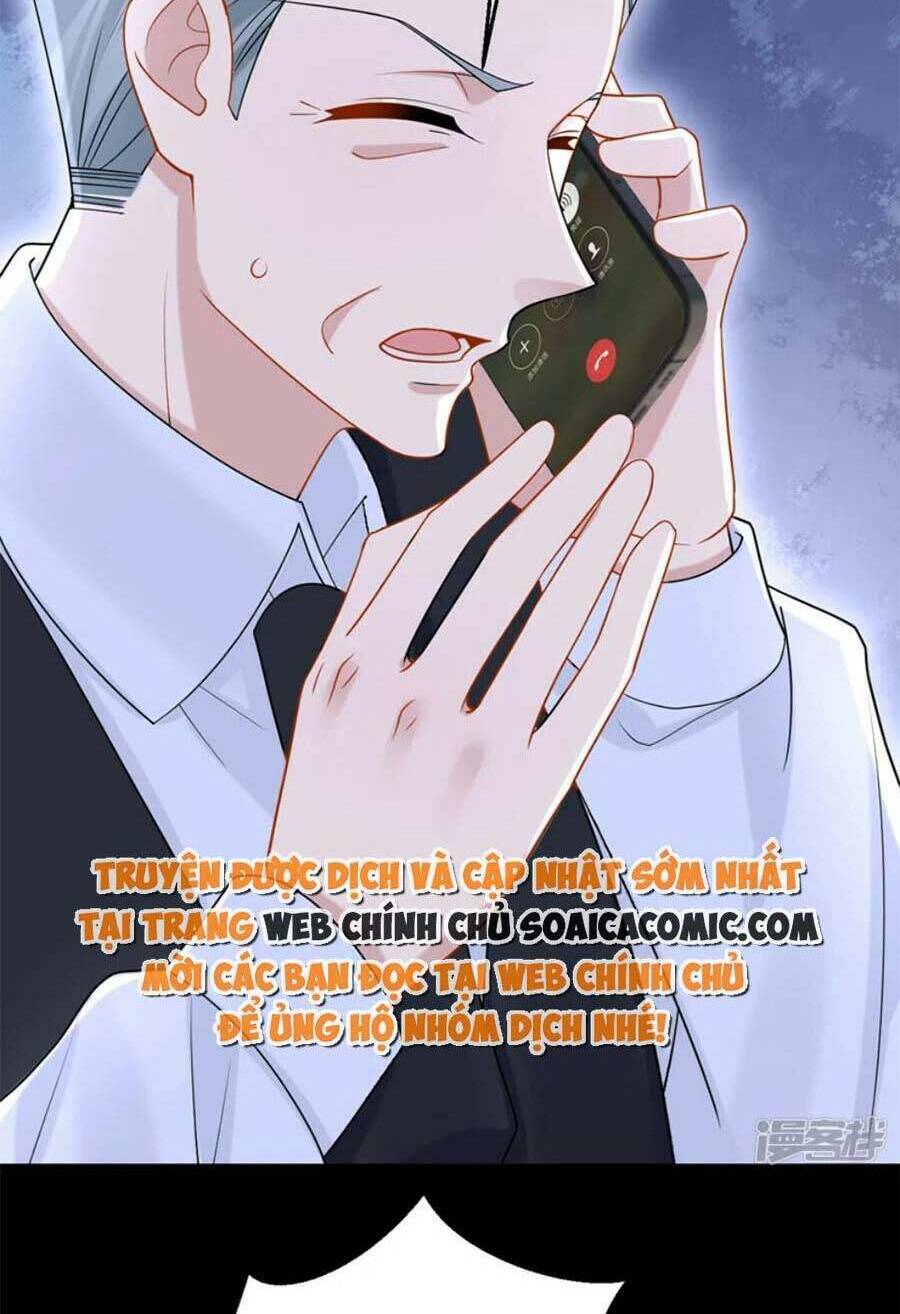 TRUYỆN ĐƯỢC DỊCH VÀ CẬP NHẬT SỚM NHẤT
TẠI TRANG WEB CHÍNH CHỦ SOAICACOMIC.COM
MỜI CÁC BẠN ĐỌC TẠI WEB CHÍNH CHỦ
ĐỂ ỦNG HỘ NHÓM DỊCH NHÉ!
漫客栈